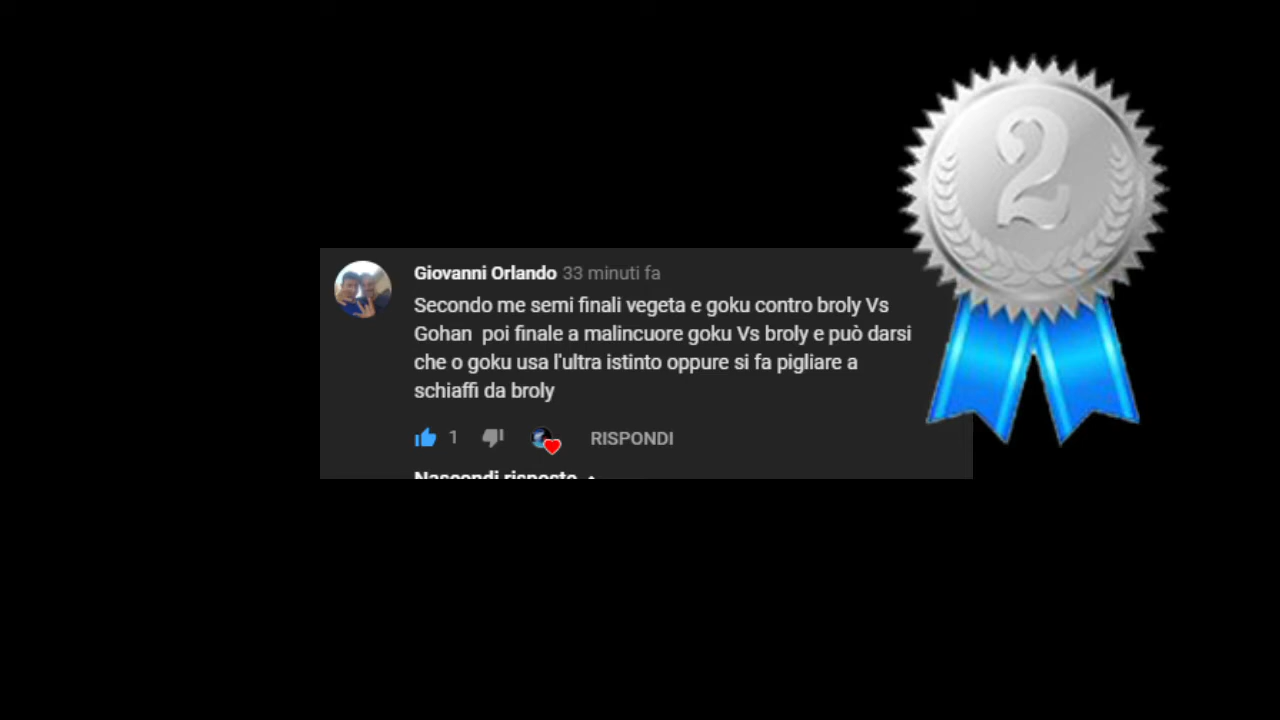 2
Giovanni Orlando 33 minuti fa
Secondo me semi finali vegeta e goku contro broly Vs
Gohan poi finale a malincuore goku Vs broly e può darsi
che o goku usa l'ultra istinto oppure si fa pigliare a
schiaffi da broly
1
RISPONDI
Nascondi risposte